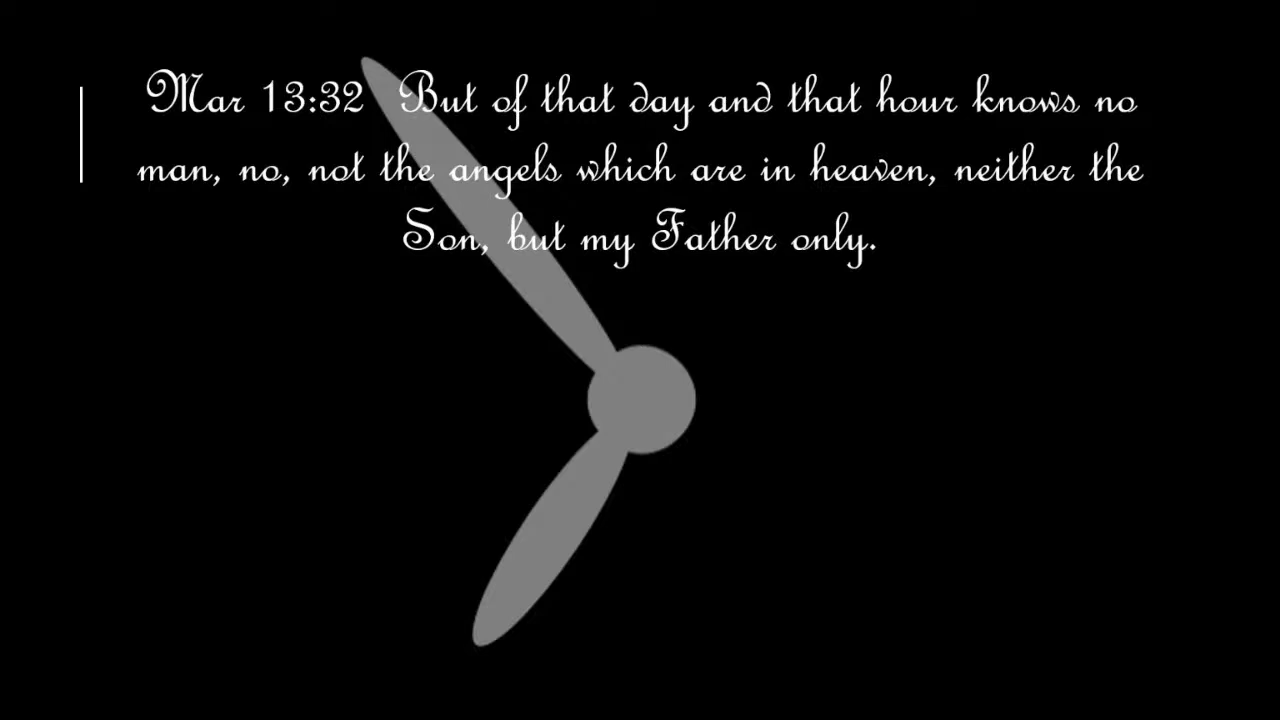 Mar 13:32 But of that day and that hour knows no
man, no, not the angels which are in heaven, neither the
Son, but my Father only.